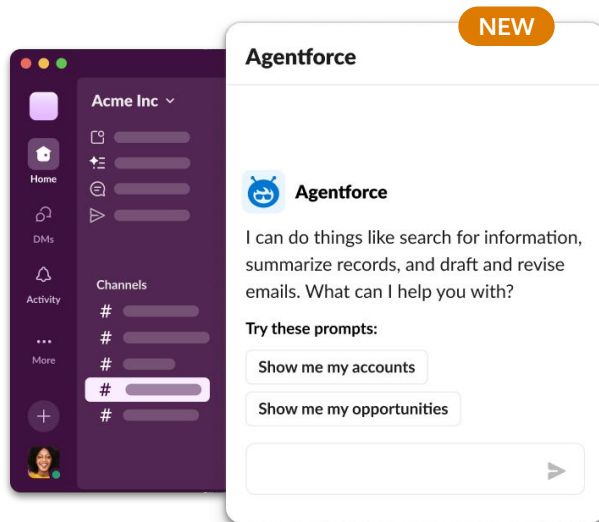 NEW
Agentforce
Acme Inc
Home
DMs
Activity
More
Channels
#
#
#
#
#
Agentforce
I can do things like search for information,
summarize records, and draft and revise
emails. What can I help you with?
Try these prompts:
Show me my accounts
Show me my opportunities